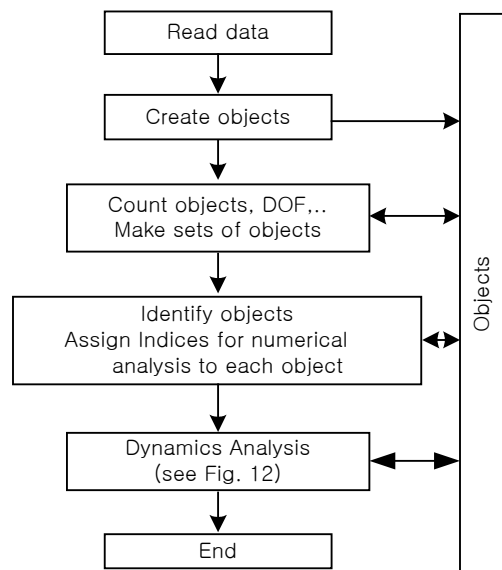 Read data
Create objects
Count objects, DOF,..
Make sets of objects
Identify objects
Assign Indices for numerical
analysis to each object
Dynamics Analysis
(see Fig. 12)
End
Objects